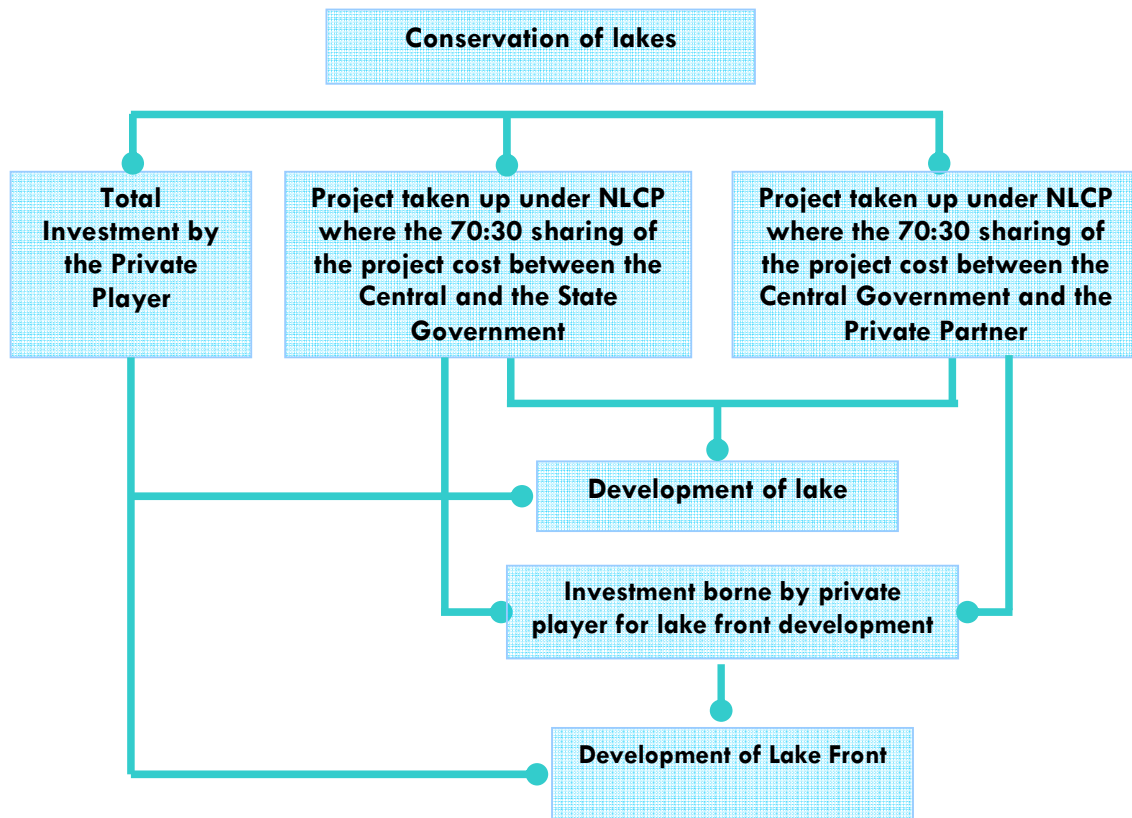 Conservation of lakes
Total
Investment by
the Private
Player
Project taken up under NLCP
where the 70:30 sharing of
the project cost between the
Central and the State
Government
Project taken up under NLCP
where the 70:30 sharing of
the project cost between the
Central Government and the
Private Partner
Development of lake
Investment borne by private
player for lake front development
Development of Lake Front